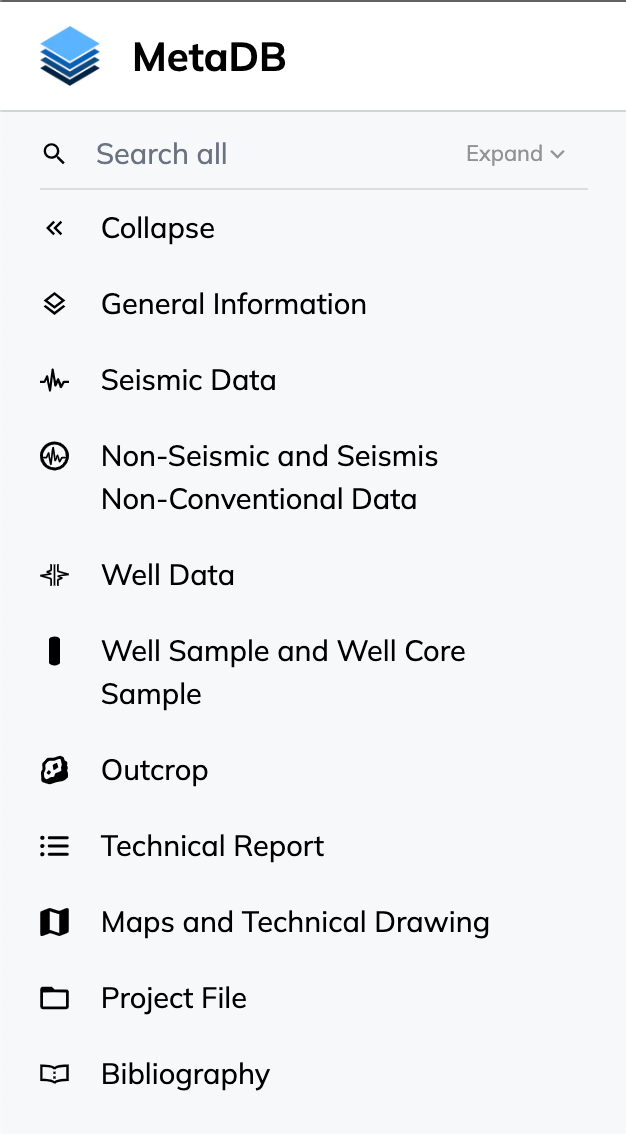 MetaDB
Search all Expand
Collapse
General Information
Seismic Data
Non-Seismic and Seismis
Non-Conventional Data
Well Data
Well Sample and Well Core
Sample
Outcrop
Technical Report
Maps and Technical Drawing
Project File
Bibliography